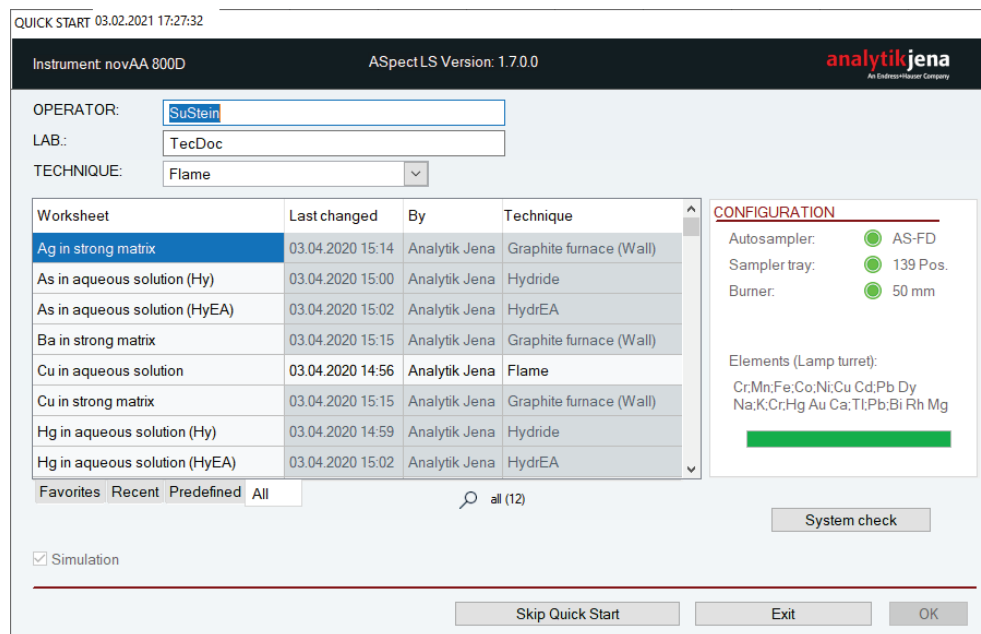 QUICK START 03.02.2021 17:27:32
Instrument: novAA 800D ASpect LS Version: 1.7.0.0 analytikjena
An Endress+Hauser Company
OPERATOR: SuStein
LAB.: TecDoc
TECHNIQUE: Flame
Worksheet Last changed By Technique
Ag in strong matrix 03.04.2020 15:14 Analytik Jena Graphite furnace (Wall)
As in aqueous solution (Hy) 03.04.2020 15:00 Analytik Jena Hydride
As in aqueous solution (HyEA) 03.04.2020 15:02 Analytik Jena HydrEA
Ba in strong matrix 03.04.2020 15:15 Analytik Jena Graphite furnace (Wall)
Cu in aqueous solution 03.04.2020 14:56 Analytik Jena Flame
Cu in strong matrix 03.04.2020 15:15 Analytik Jena Graphite furnace (Wall)
Hg in aqueous solution (Hy) 03.04.2020 14:59 Analytik Jena Hydride
Hg in aqueous solution (HyEA) 03.04.2020 15:02 Analytik Jena HydrEA
Favorites Recent Predefined All all (12)
CONFIGURATION
Autosampler: AS-FD
Sampler tray: 139 Pos.
Burner: 50 mm
Elements (Lamp turret):
Cr;Mn;Fe;Co;Ni;Cu Cd;Pb Dy
Na;K;Cr;Hg Au Ca;Tl;Pb;Bi Rh Mg
System check
Simulation
Skip Quick Start Exit OK